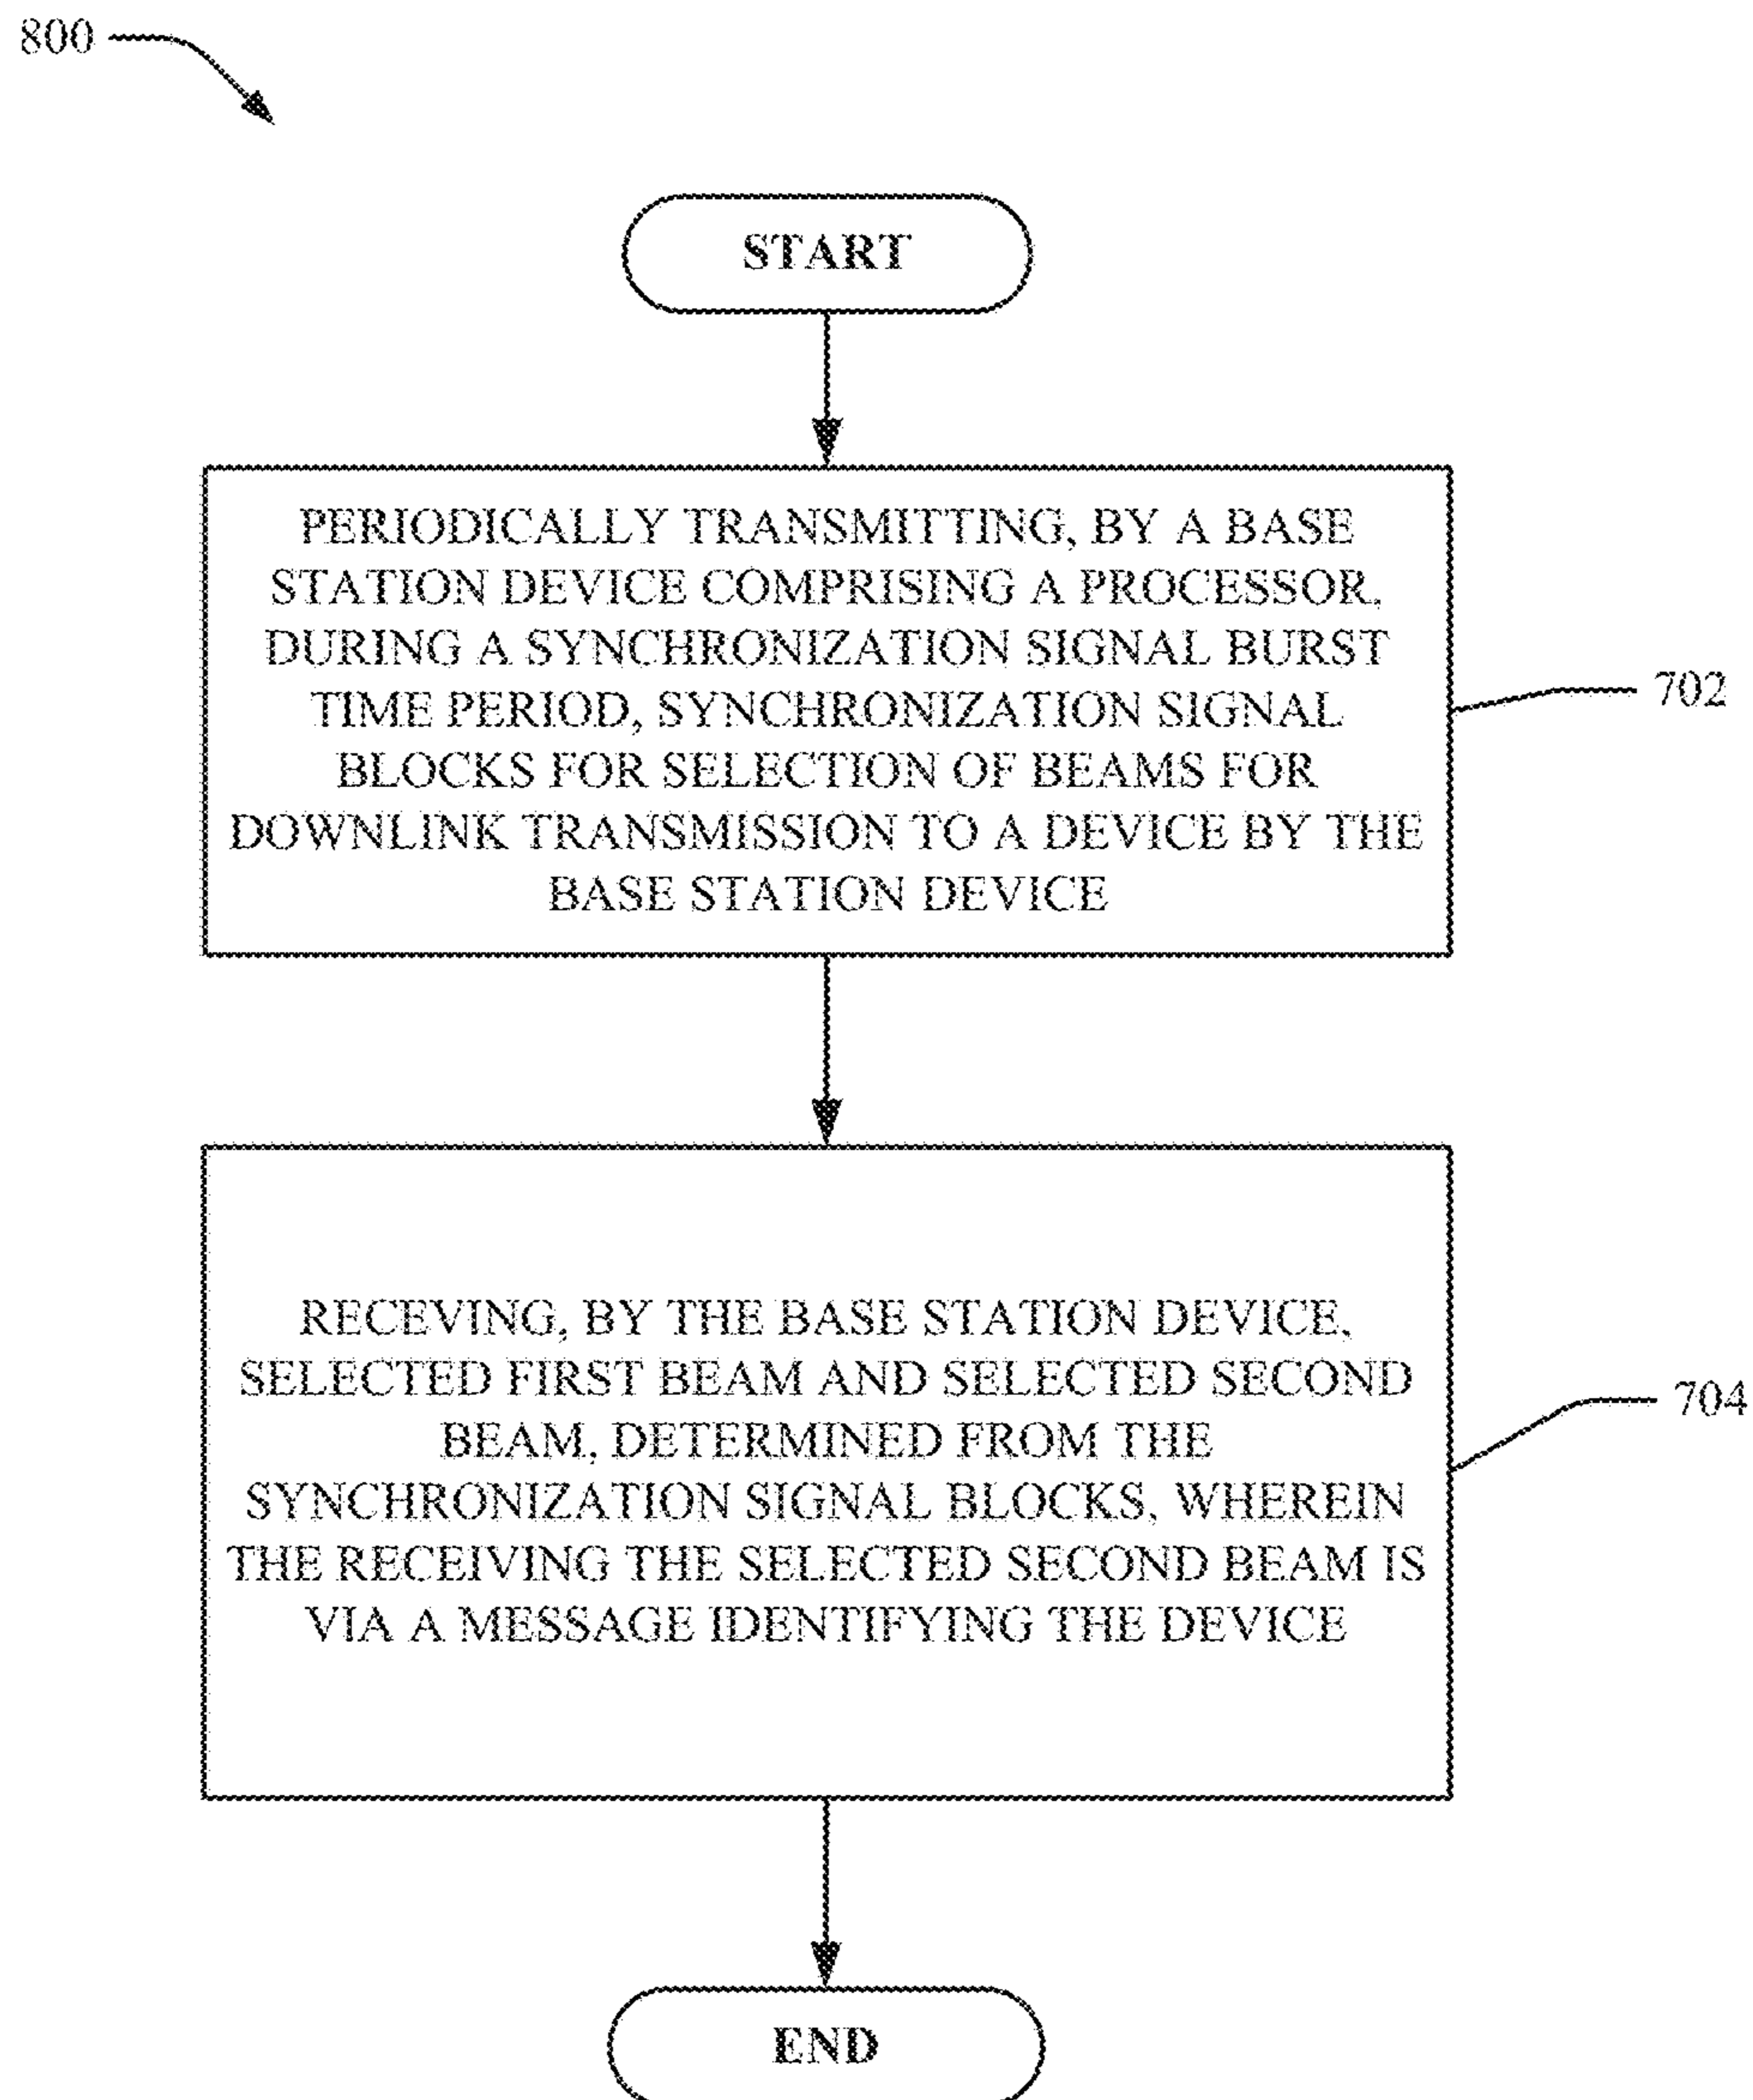 800
START
PERIODICALLY TRANSMITTING, BY A BASE
STATION DEVICE COMPRISING A PROCESSOR,
DURING A SYNCHRONIZATION SIGNAL BURST
TIME PERIOD, SYNCHRONIZATION SIGNAL
BLOCKS FOR SELECTION OF BEAMS FOR
DOWNLINK TRANSMISSION TO A DEVICE BY THE
BASE STATION DEVICE
702
RECEVING, BY THE BASE STATION DEVICE,
SELECTED FIRST BEAM AND SELECTED SECOND
BEAM, DETERMINED FROM THE
SYNCHRONIZATION SIGNAL BLOCKS, WHEREIN
THE RECEIVING THE SELECTED SECOND BEAM IS
VIA A MESSAGE IDENTIFYING THE DEVICE
704
END